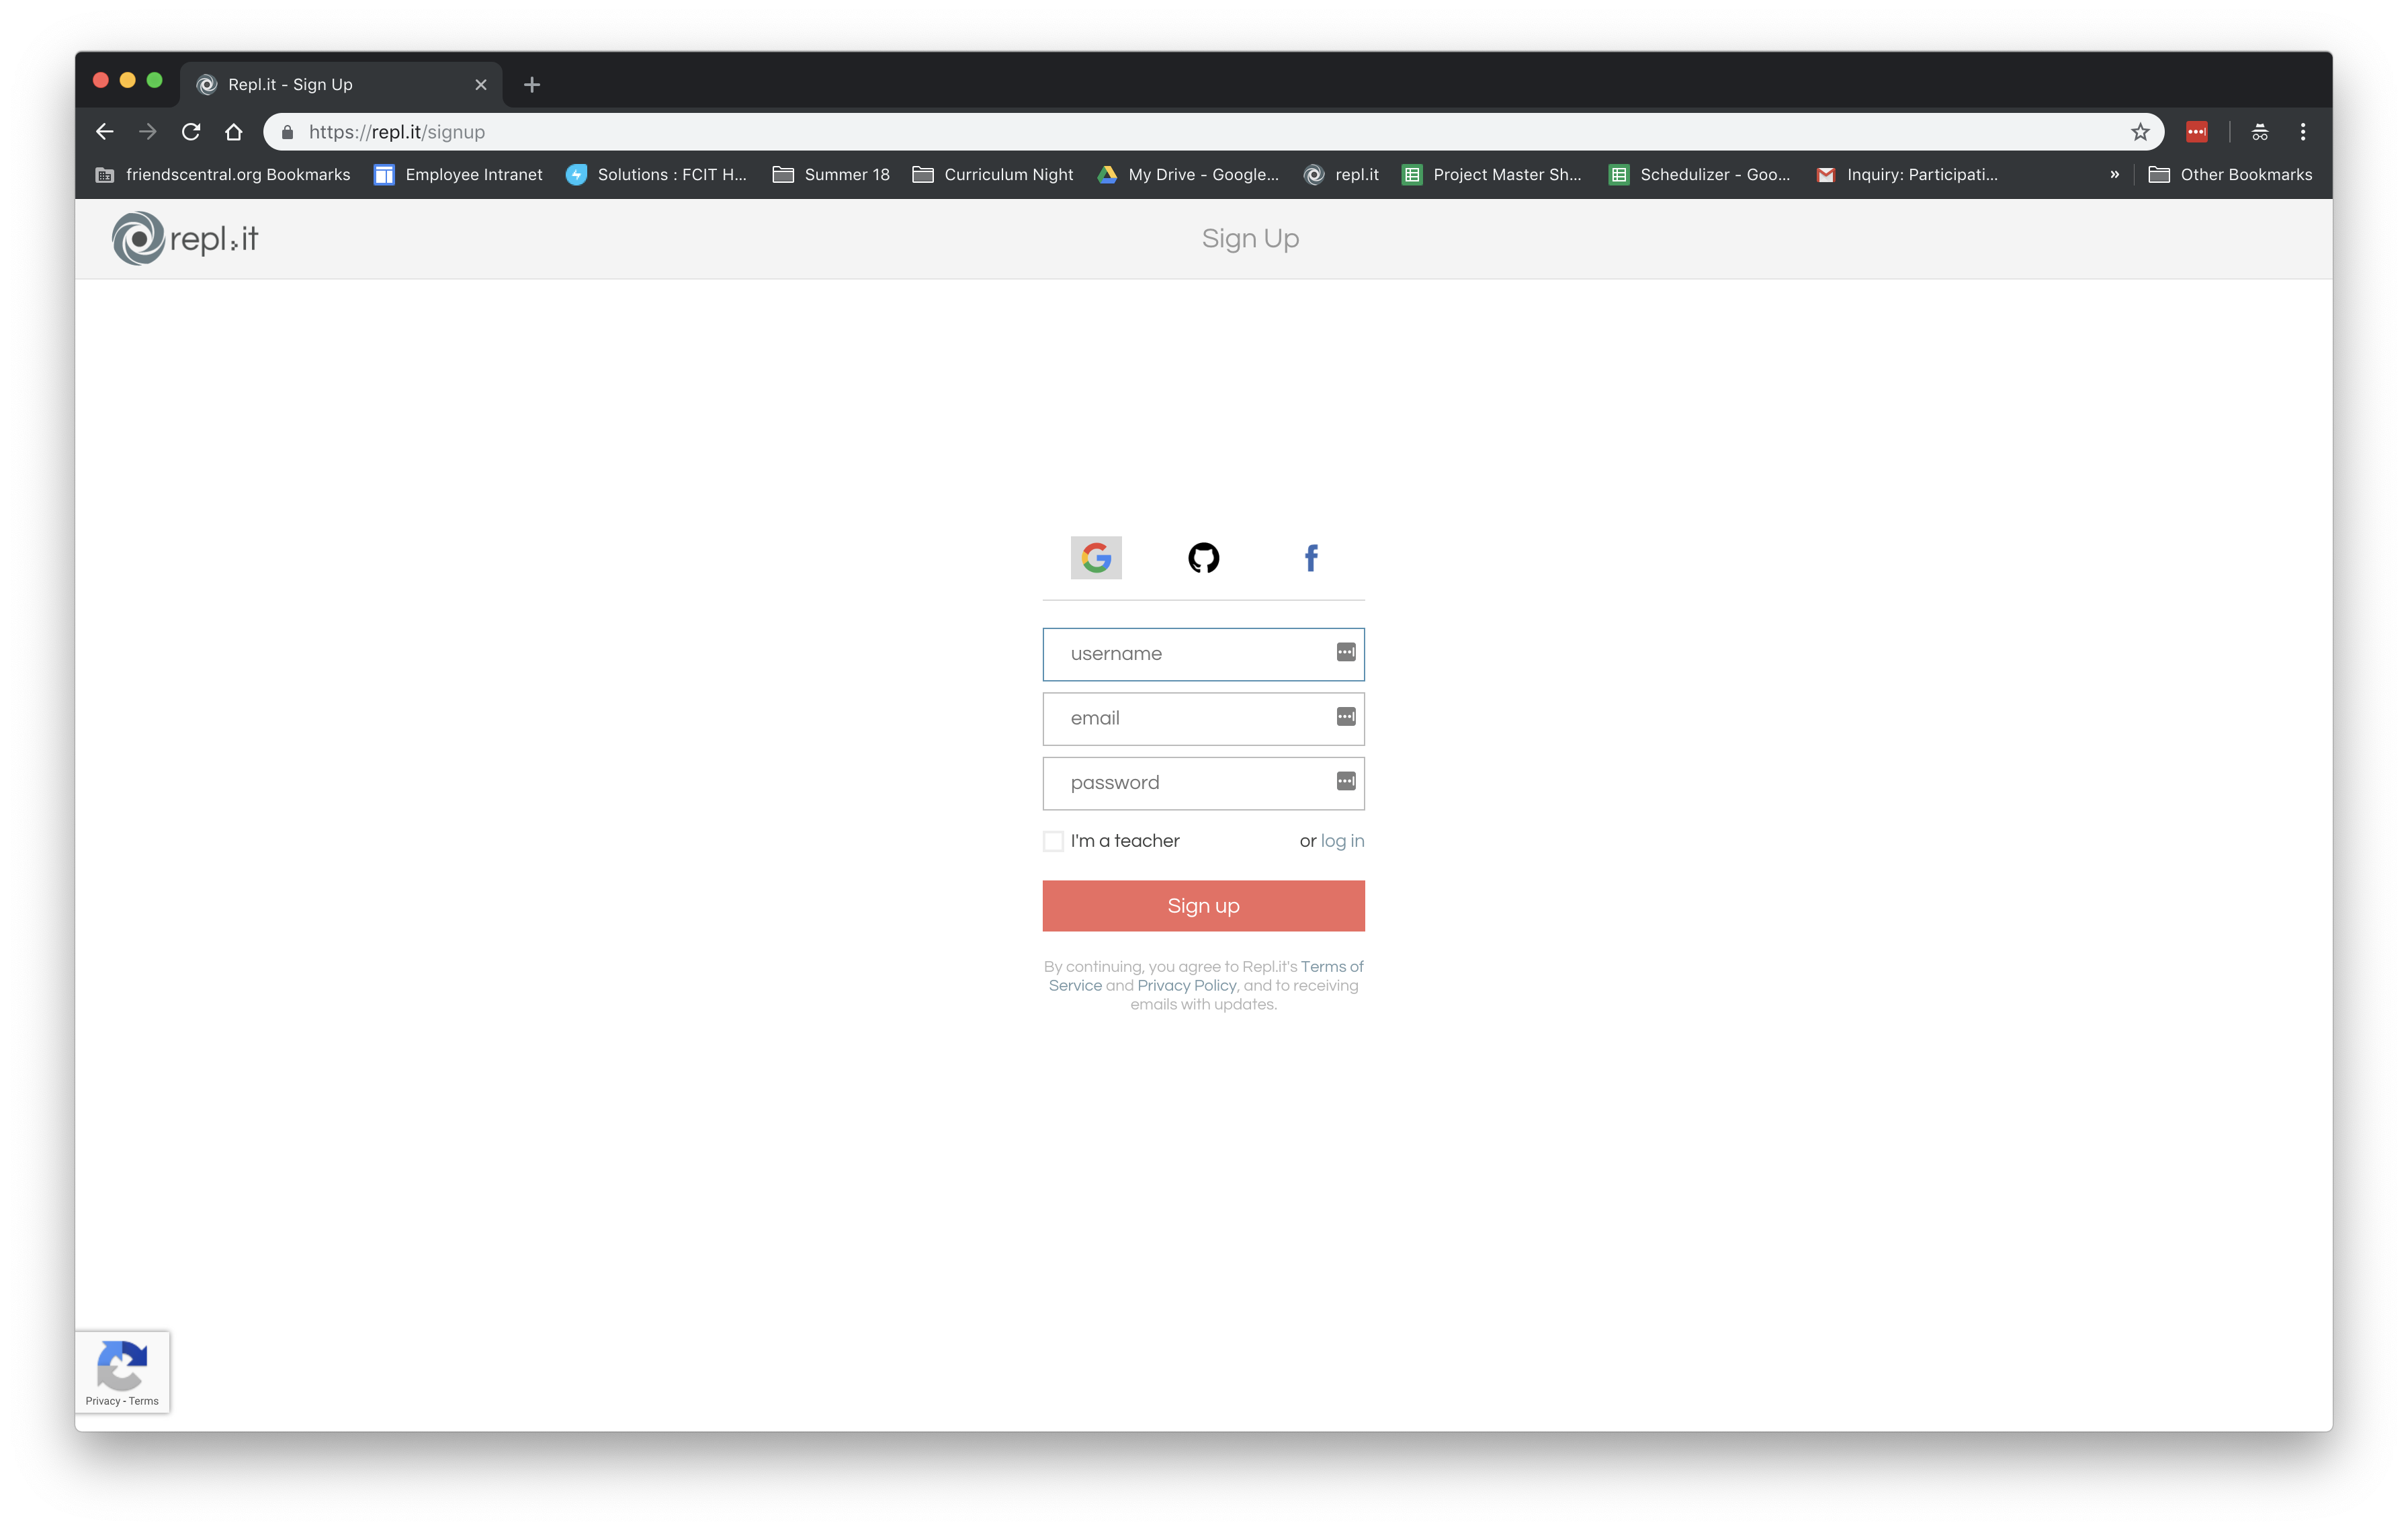 Repl.it - Sign Up
https://repl.it/signup
friendscentral.org Bookmarks Employee Intranet Solutions : FCIT H... Summer 18 Curriculum Night My Drive - Google... repl.it Project Master Sh... Schedulizer - Goo... Inquiry: Participati... » Other Bookmarks
repl.it Sign Up
username
email
password
I'm a teacher or log in
Sign up
By continuing, you agree to Repl.it's Terms of
Service and Privacy Policy, and to receiving
emails with updates.
Privacy - Terms